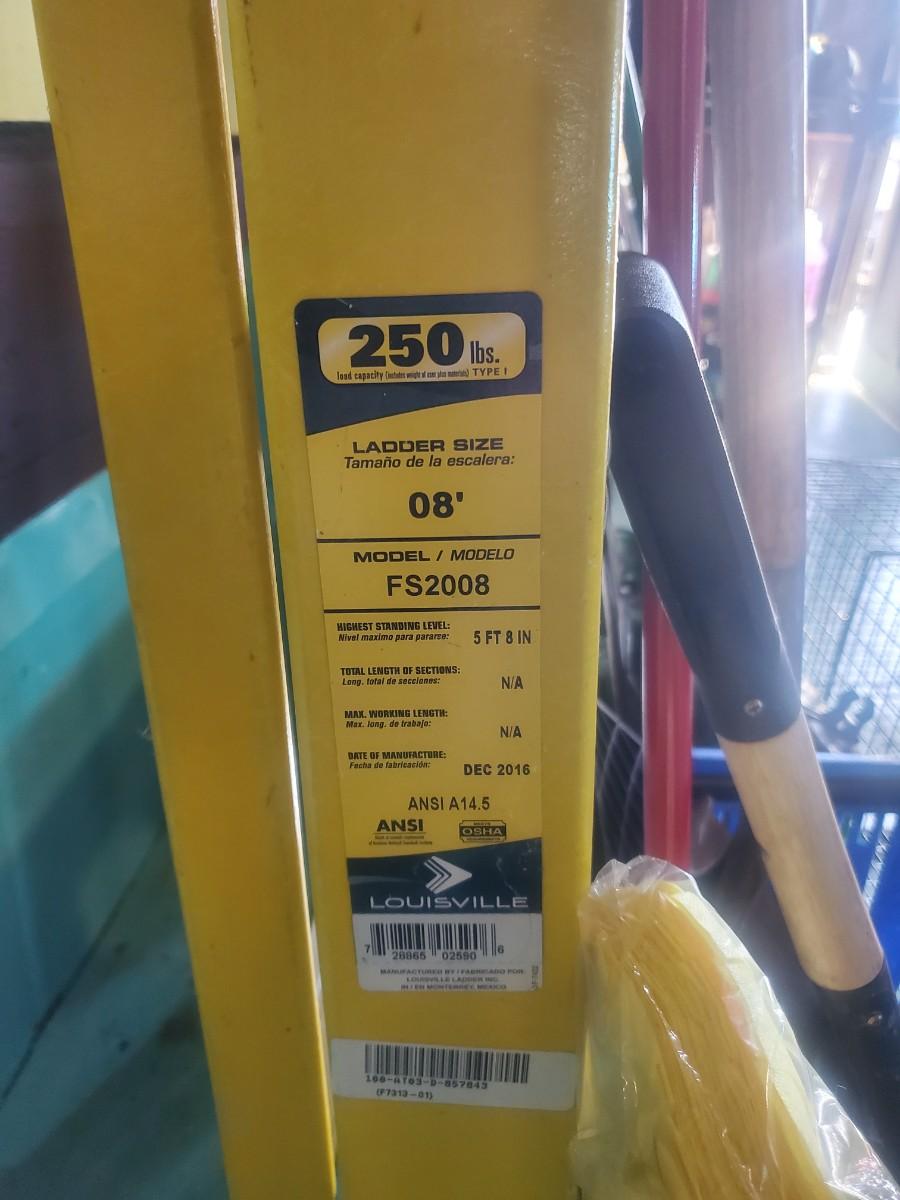 250 lbs.
load capacity (includes weight of user plus materials) TYPE I
LADDER SIZE
Tamaño de la escalera:
08'
MODEL / MODELO
FS2008
HIGHEST STANDING LEVEL:
Nivel maximo para pararse: 5 FT 8 IN
TOTAL LENGTH OF SECTIONS:
Long. total de secciones: N/A
MAX. WORKING LENGTH:
Max. long. de trabajo: N/A
DATE OF MANUFACTURE:
Fecha de fabricación: DEC 2016
ANSI A14.5
ANSI
MEETS
OSHA
LOUISVILLE
7 28865 02590 6
MANUFACTURED BY / FABRICADO POR:
LOUISVILLE LADDER INC.
IN / EN MONTERREY, MEXICO
100-AT03-D-857843
(F7313-01)